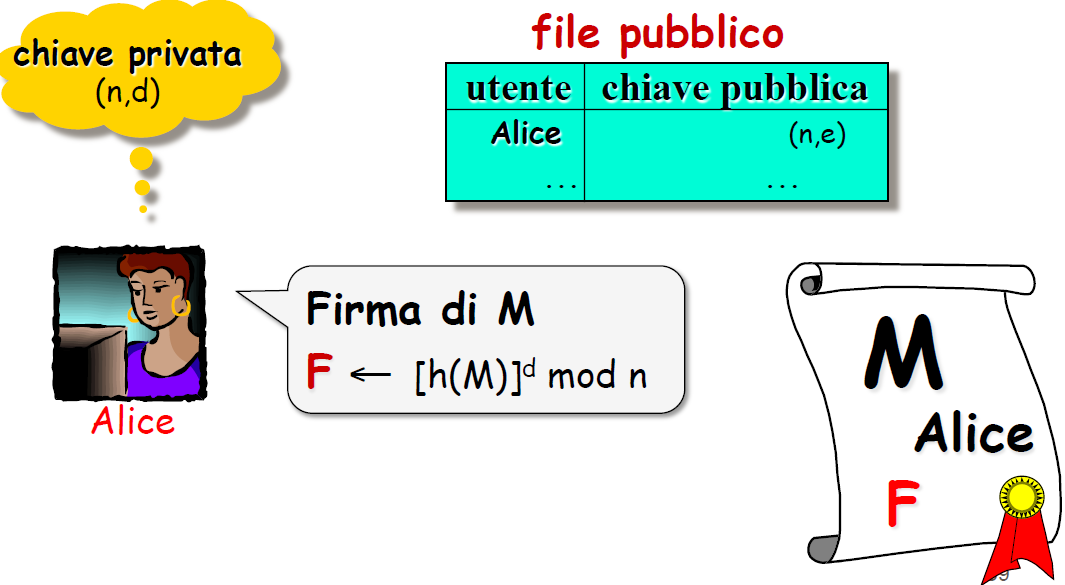 chiave privata
(n,d)
file pubblico
utente chiave pubblica
Alice (n,e)
... ...
Alice
Firma di M
F ← [h(M)]ᵈ mod n
M
Alice
F